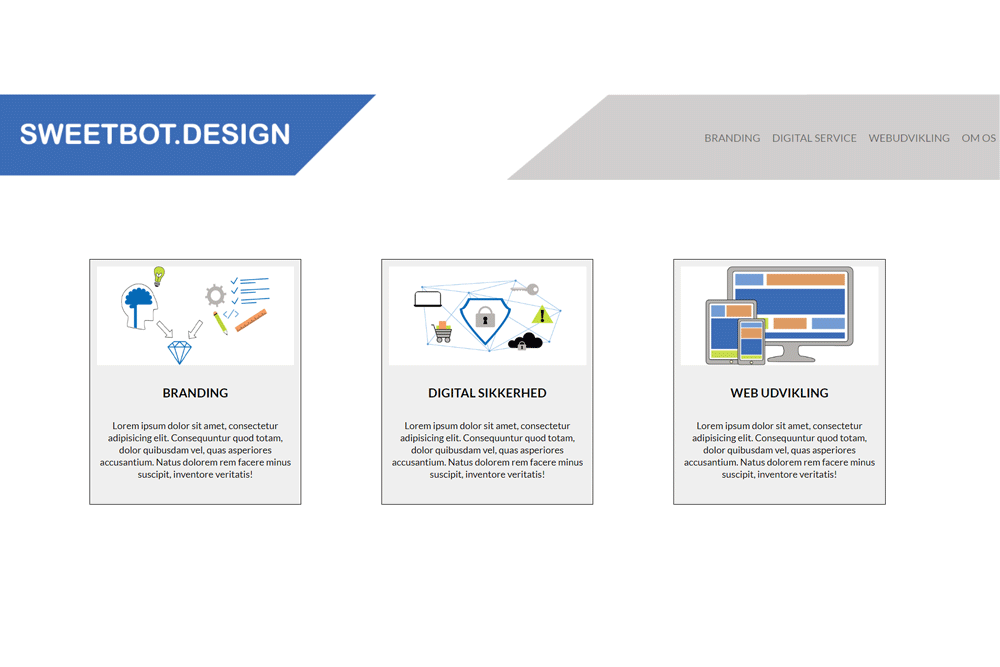 SWEETBOT.DESIGN
BRANDING DIGITAL SERVICE WEBUDVIKLING OM OS
BRANDING
Lorem ipsum dolor sit amet, consectetur
adipisicing elit. Consequuntur quod totam,
dolor quibusdam vel, quas asperiores
accusantium. Natus dolorem rem facere minus
suscipit, inventore veritatis!
DIGITAL SIKKERHED
Lorem ipsum dolor sit amet, consectetur
adipisicing elit. Consequuntur quod totam,
dolor quibusdam vel, quas asperiores
accusantium. Natus dolorem rem facere minus
suscipit, inventore veritatis!
WEB UDVIKLING
Lorem ipsum dolor sit amet, consectetur
adipisicing elit. Consequuntur quod totam,
dolor quibusdam vel, quas asperiores
accusantium. Natus dolorem rem facere minus
suscipit, inventore veritatis!